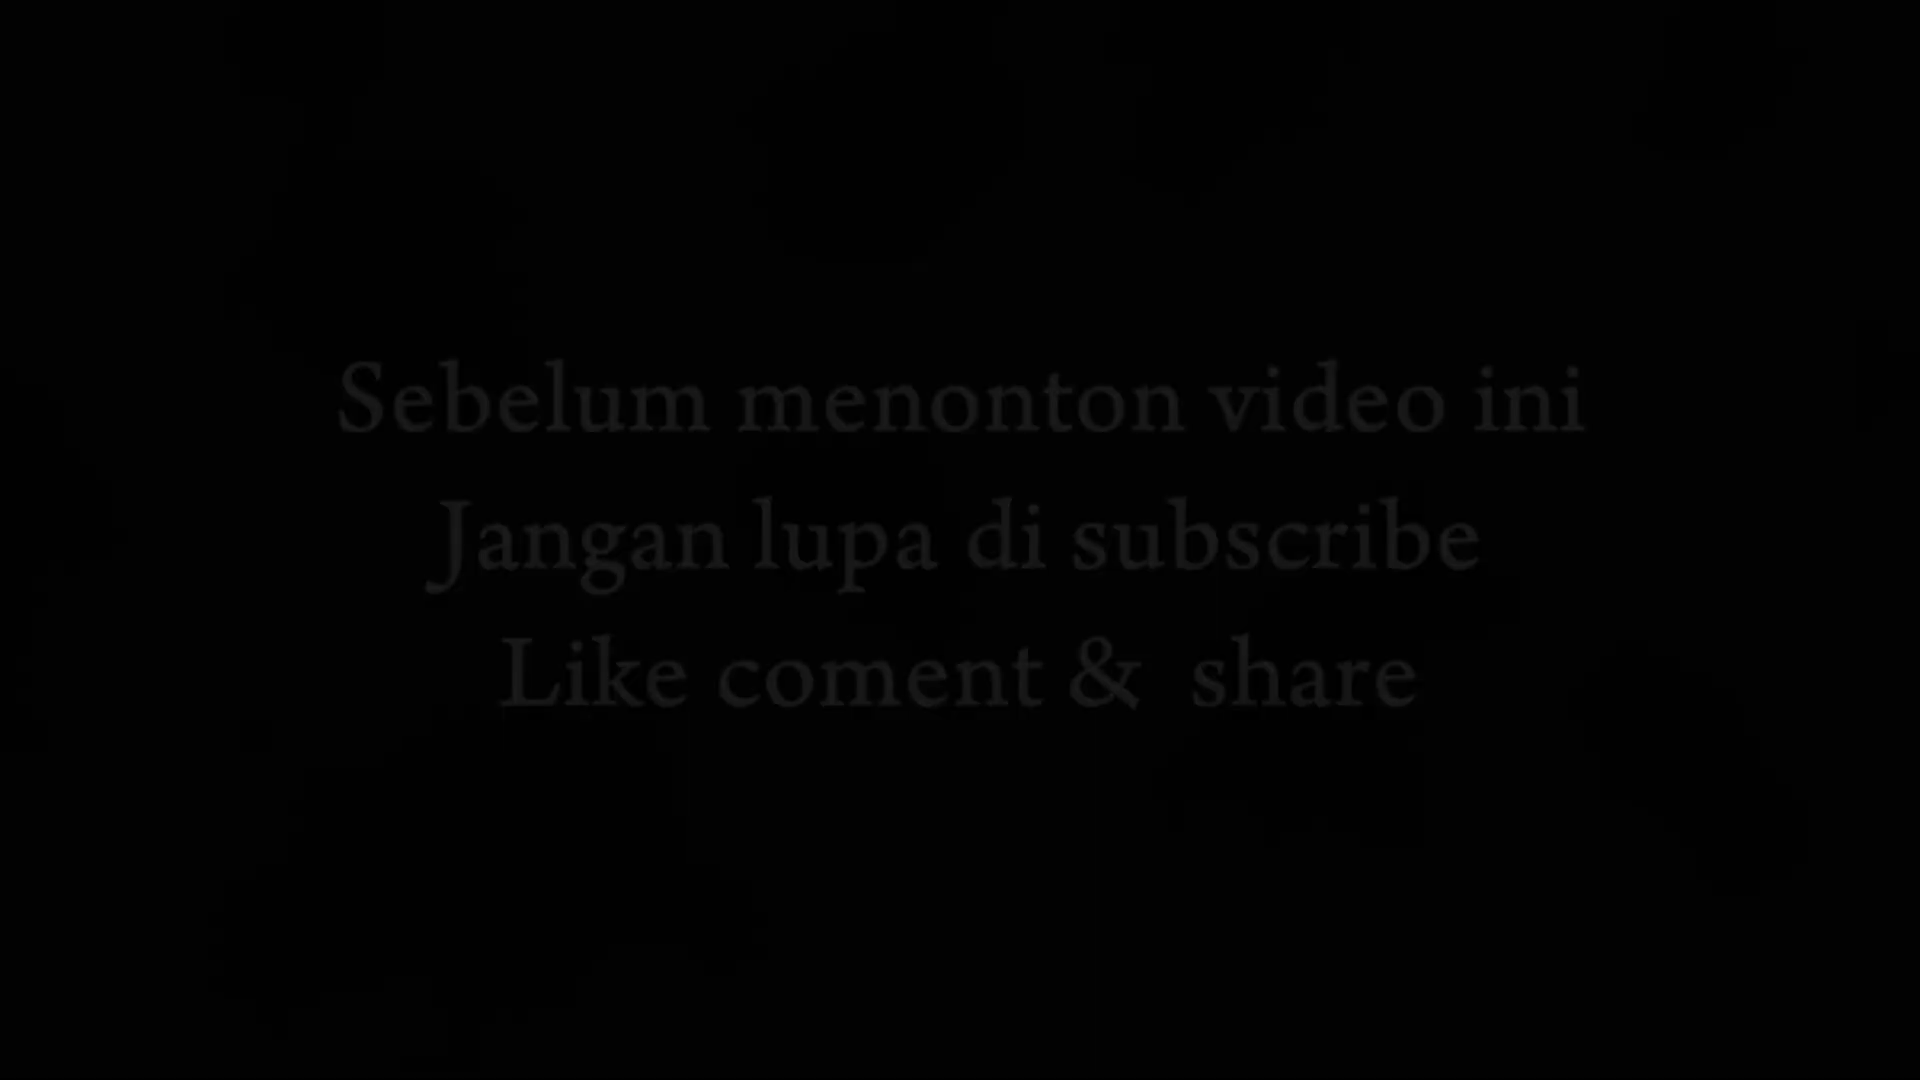 Sebelum menonton video ini
Jangan lupa di subscribe
Like coment &  share